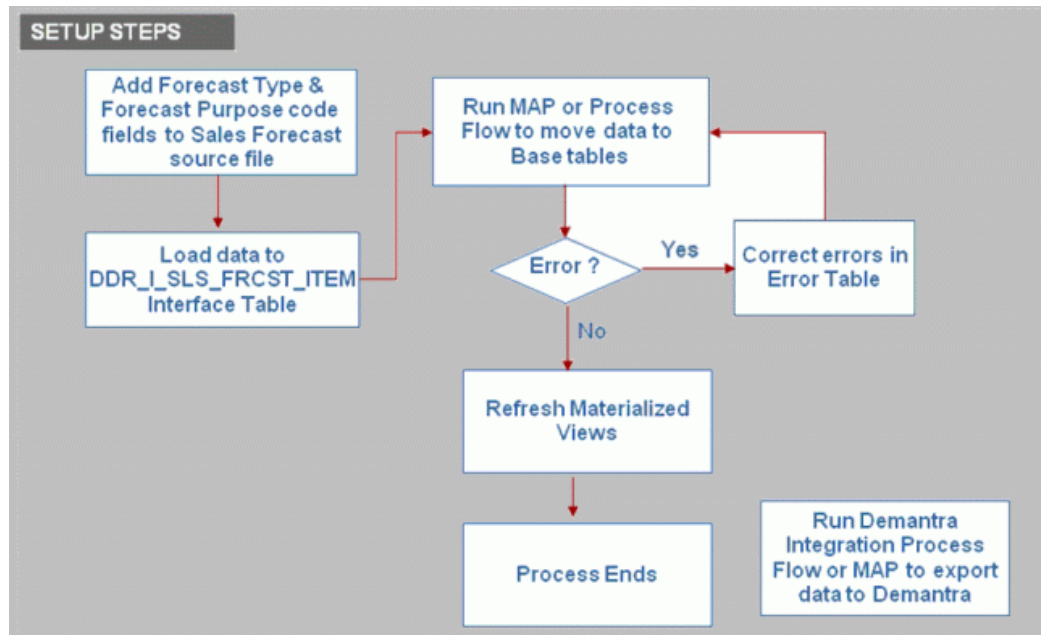 SETUP STEPS
Add Forecast Type &
Forecast Purpose code
fields to Sales Forecast
source file
Load data to
DDR_I_SLS_FRCST_ITEM
Interface Table
Run MAP or Process
Flow to move data to
Base tables
Error ?
Yes
Correct errors in
Error Table
No
Refresh Materialized
Views
Process Ends
Run Demantra
Integration Process
Flow or MAP to export
data to Demantra